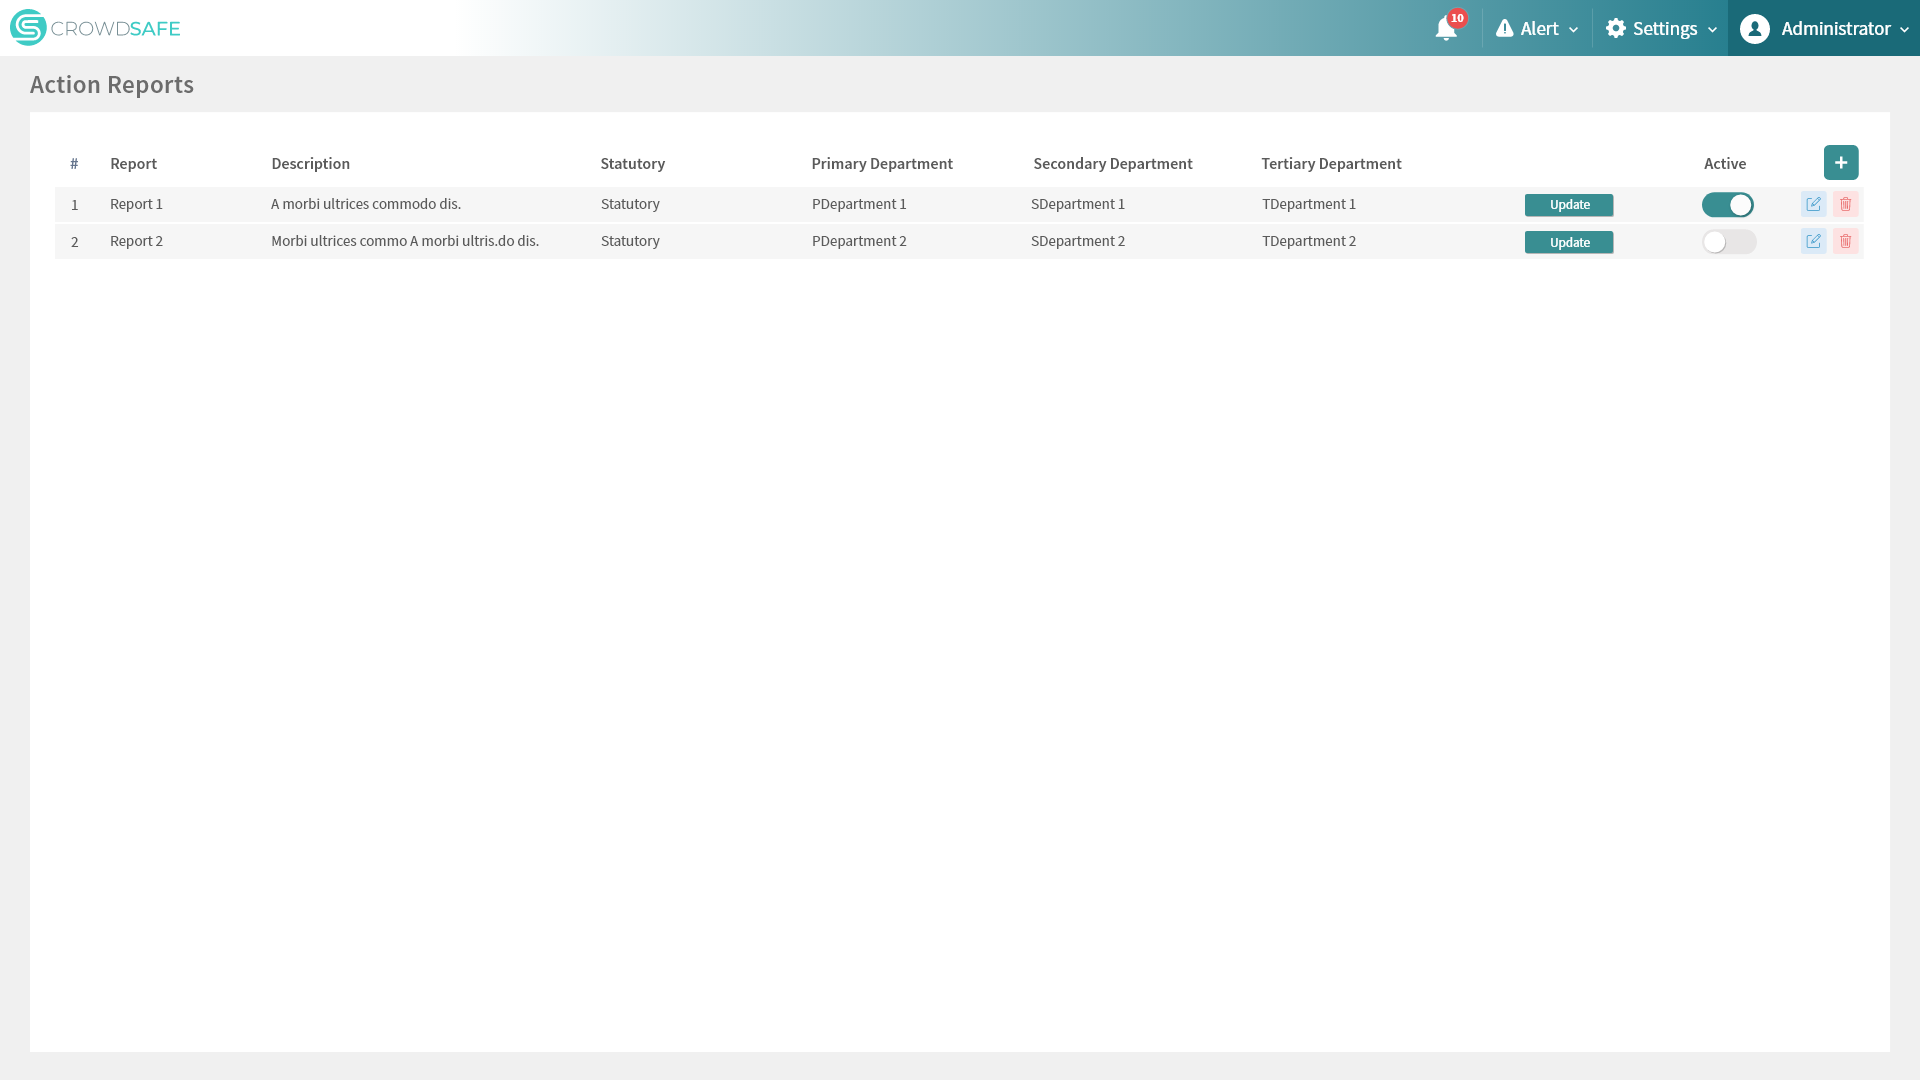 CROWDSAFE
10
Alert
Settings
Administrator
Action Reports
# Report Description Statutory Primary Department Secondary Department Tertiary Department Active +
1 Report 1 A morbi ultrices commodo dis. Statutory PDepartment 1 SDepartment 1 TDepartment 1 Update
2 Report 2 Morbi ultrices commo A morbi ultris.do dis. Statutory PDepartment 2 SDepartment 2 TDepartment 2 Update